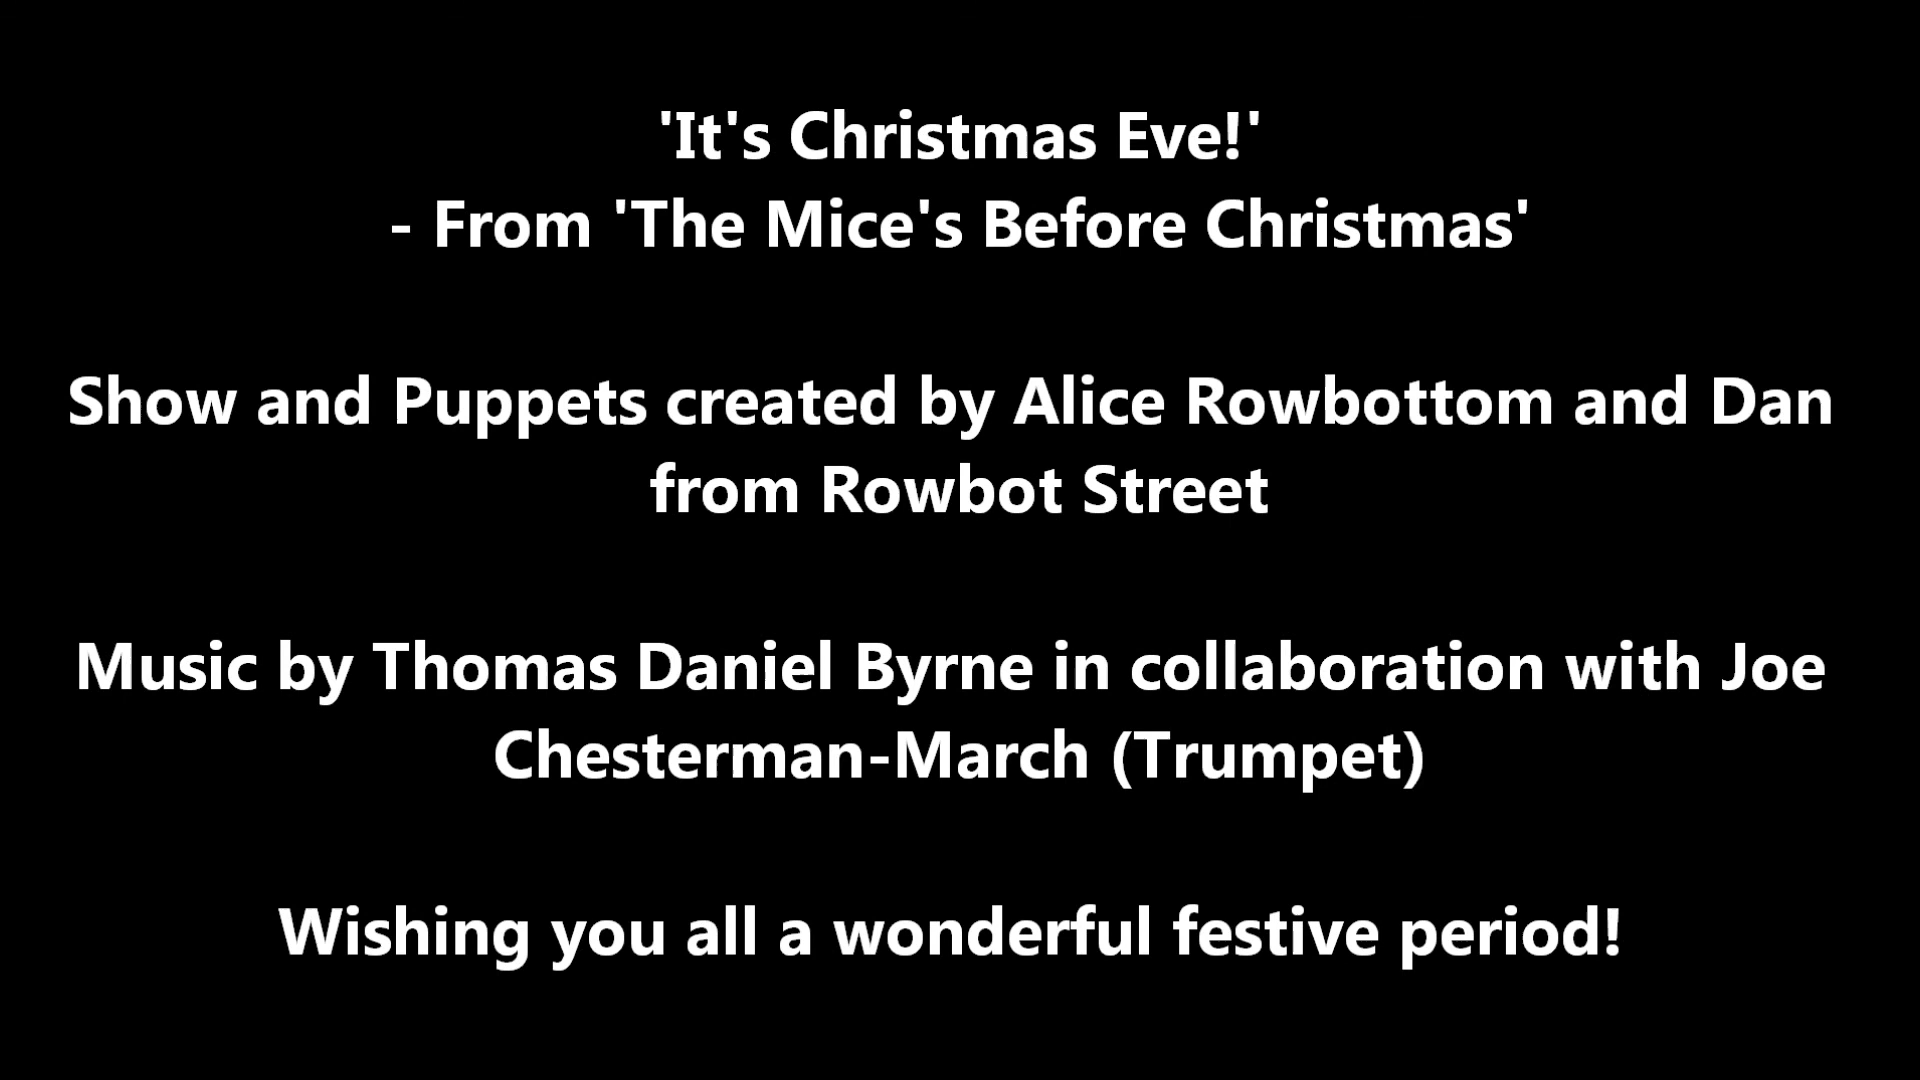 'It's Christmas Eve!'
- From 'The Mice's Before Christmas'
Show and Puppets created by Alice Rowbottom and Dan
from Rowbot Street
Music by Thomas Daniel Byrne in collaboration with Joe
Chesterman-March (Trumpet)
Wishing you all a wonderful festive period!